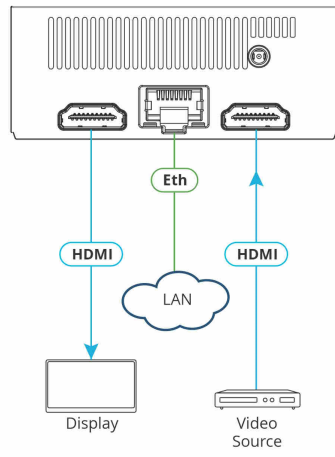 Eth
HDMI
HDMI
LAN
Display
Video
Source